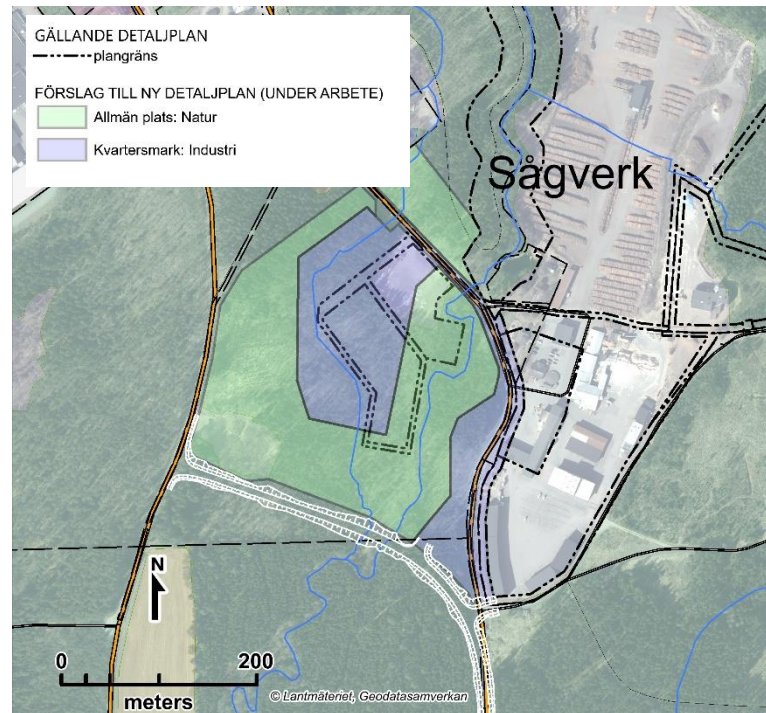 GÄLLANDE DETALJPLAN
plangräns
FÖRSLAG TILL NY DETALJPLAN (UNDER ARBETE)
Allmän plats: Natur
Kvartersmark: Industri
Sågverk
N
0 200
meters
© Lantmäteriet, Geodatasamverkan